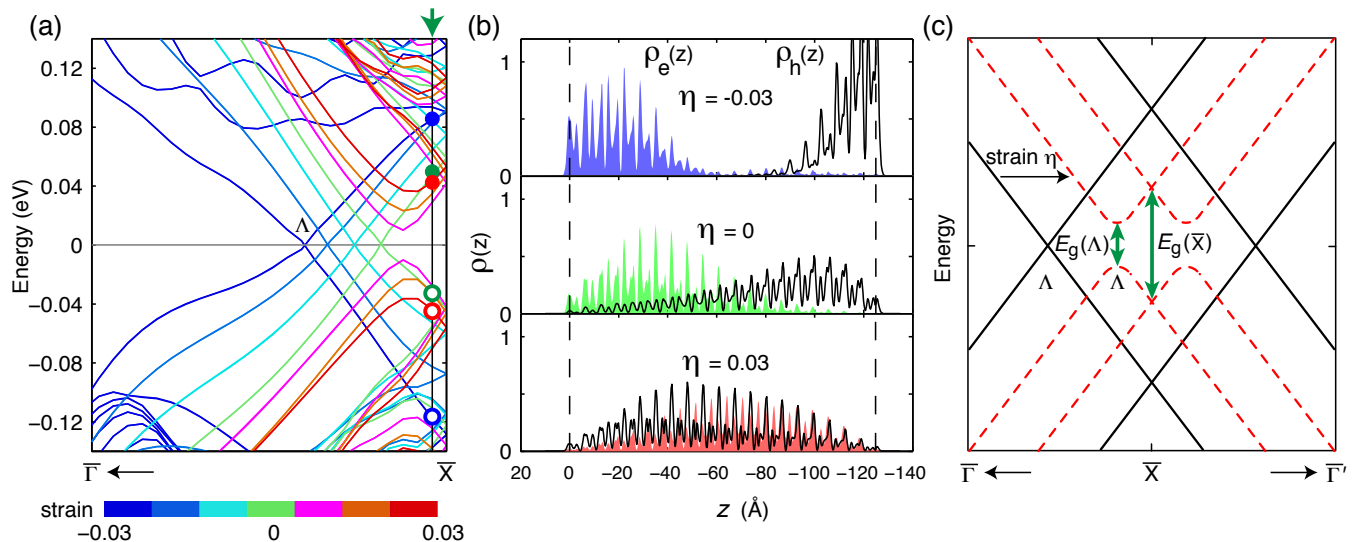 (a)
0.12
0.08
0.04
0
−0.04
−0.08
−0.12
Energy (eV)
Λ
Γ̅
X̅
strain
−0.03
0
0.03
(b)
ρe(z)
ρh(z)
η = -0.03
η = 0
η = 0.03
1
0
1
0
1
0
ρ(z)
20
0
−20
−40
−60
−80
−100
−120
−140
z (Å)
(c)
Energy
strain η
Eg(Λ)
Eg(X̅)
Λ
Λ
Γ̅
X̅
Γ̅′